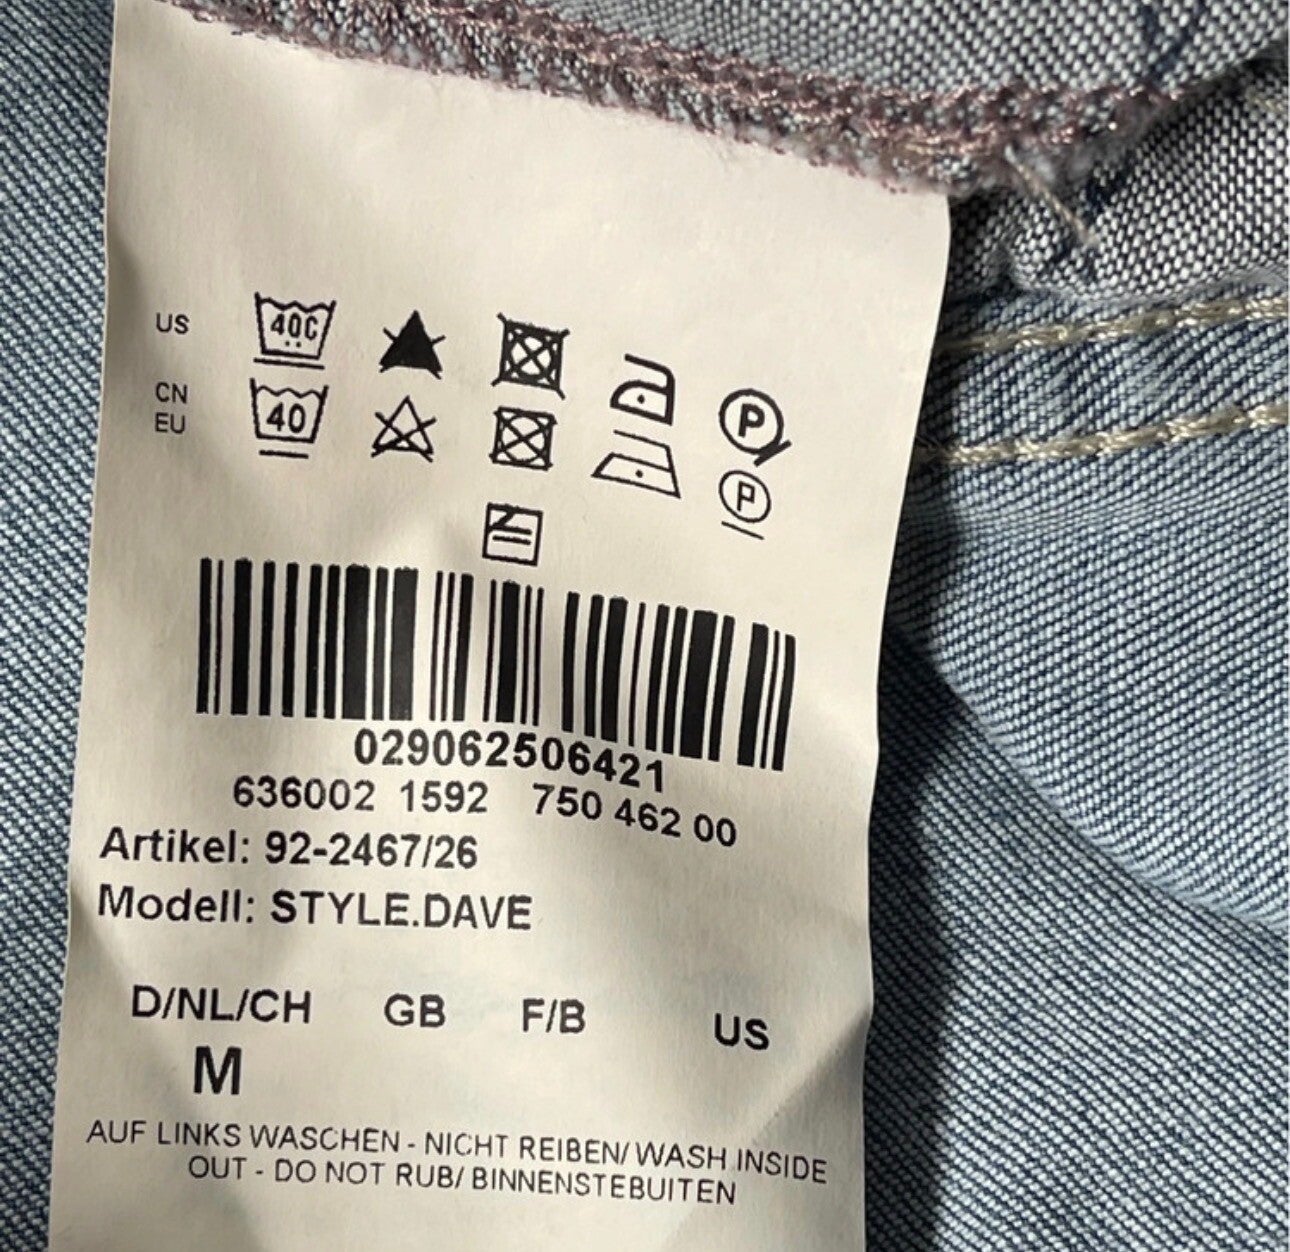 US 40C P
CN
EU 40 P
029062506421
636002 1592 750 462 00
Artikel: 92-2467/26
Modell: STYLE.DAVE
D/NL/CH GB F/B US
M
AUF LINKS WASCHEN - NICHT REIBEN/ WASH INSIDE
OUT - DO NOT RUB/ BINNENSTEBUITEN